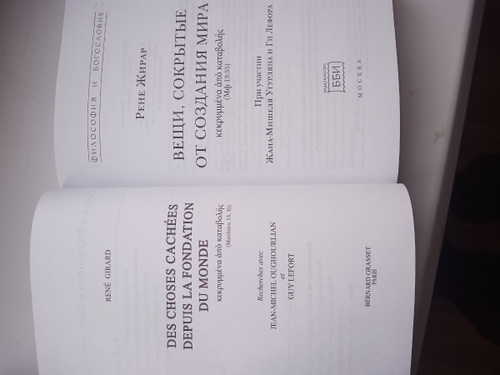 RENÉ GIRARD
DES CHOSES CACHÉES
DEPUIS LA FONDATION
DU MONDE
κεκρυμμένα ἀπὸ καταβολῆς
(Matthieu 13, 35)
Recherches avec
JEAN-MICHEL OUGHOURLIAN
et
GUY LEFORT
BERNARD GRASSET
PARIS
ФИЛОСОФИЯ И БОГОСЛОВИЕ
РЕНЕ ЖИРАР
ВЕЩИ, СОКРЫТЫЕ
ОТ СОЗДАНИЯ МИРА
κεκρυμμένα ἀπὸ καταβολῆς
(Мф 13:35)
При участии
Жана-Мишеля Угурляна и Ги Лефора
ББИ
МОСКВА